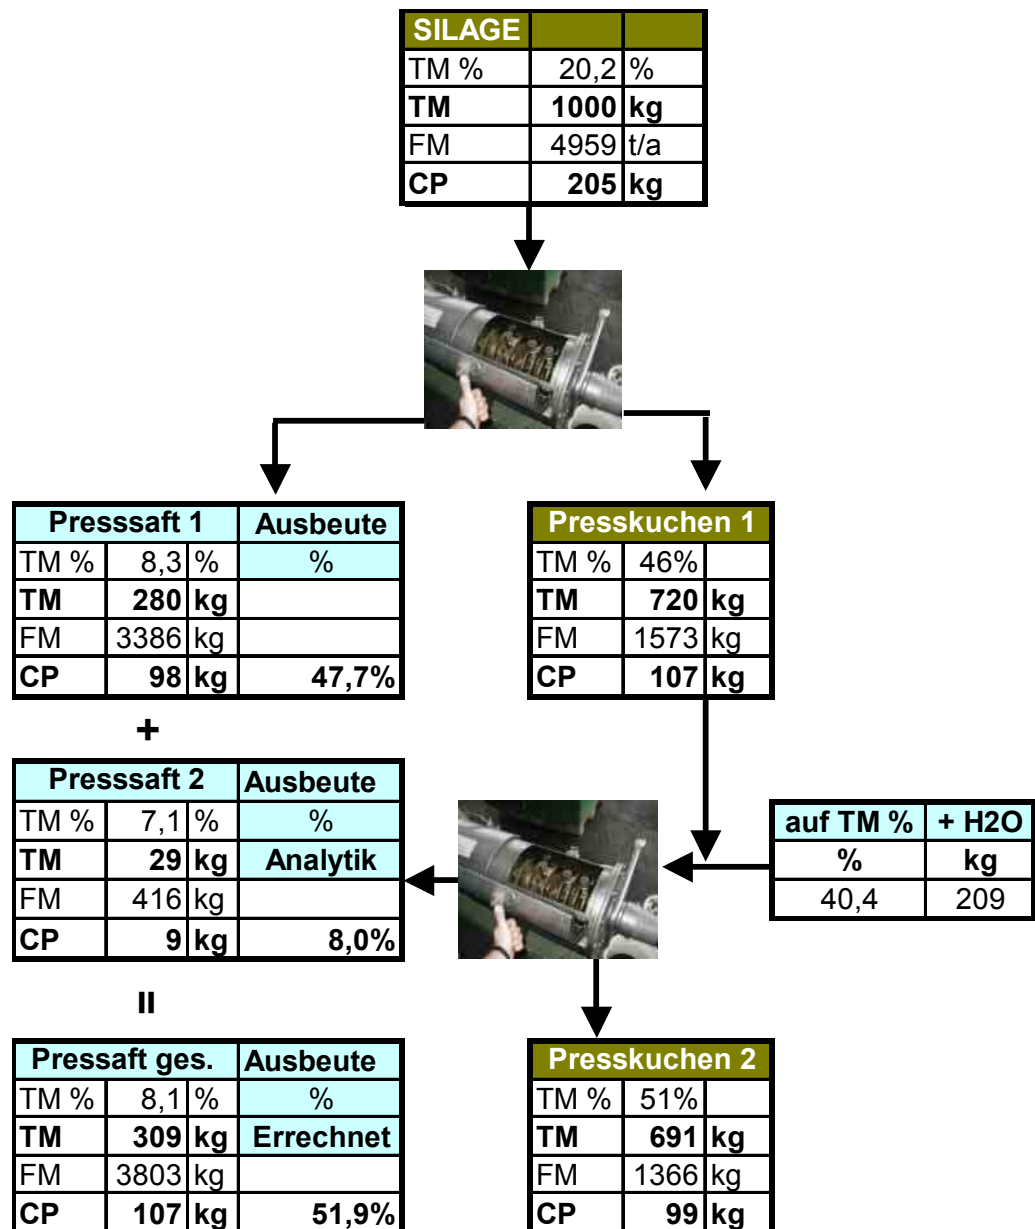 SILAGE
TM % 20,2 %
TM 1000 kg
FM 4959 t/a
CP 205 kg
Presssaft 1 Ausbeute
TM % 8,3 % %
TM 280 kg
FM 3386 kg
CP 98 kg 47,7%
Presskuchen 1
TM % 46%
TM 720 kg
FM 1573 kg
CP 107 kg
+
Presssaft 2 Ausbeute
TM % 7,1 % %
TM 29 kg Analytik
FM 416 kg
CP 9 kg 8,0%
auf TM % + H2O
% kg
40,4 209
=
Pressaft ges. Ausbeute
TM % 8,1 % %
TM 309 kg Errechnet
FM 3803 kg
CP 107 kg 51,9%
Presskuchen 2
TM % 51%
TM 691 kg
FM 1366 kg
CP 99 kg